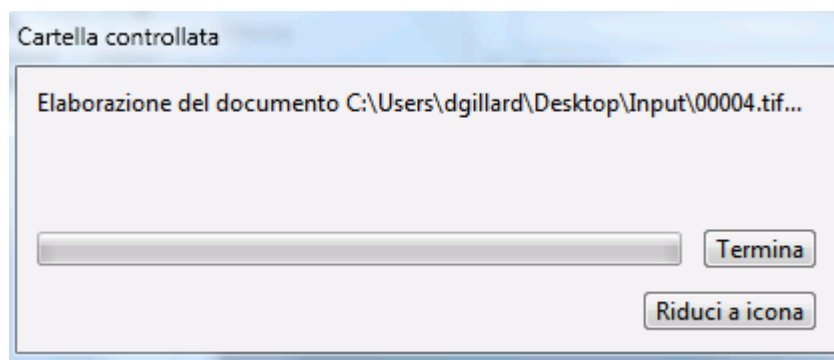 Cartella controllata
Elaborazione del documento C:\Users\dgillard\Desktop\Input\00004.tif...
Termina
Riduci a icona